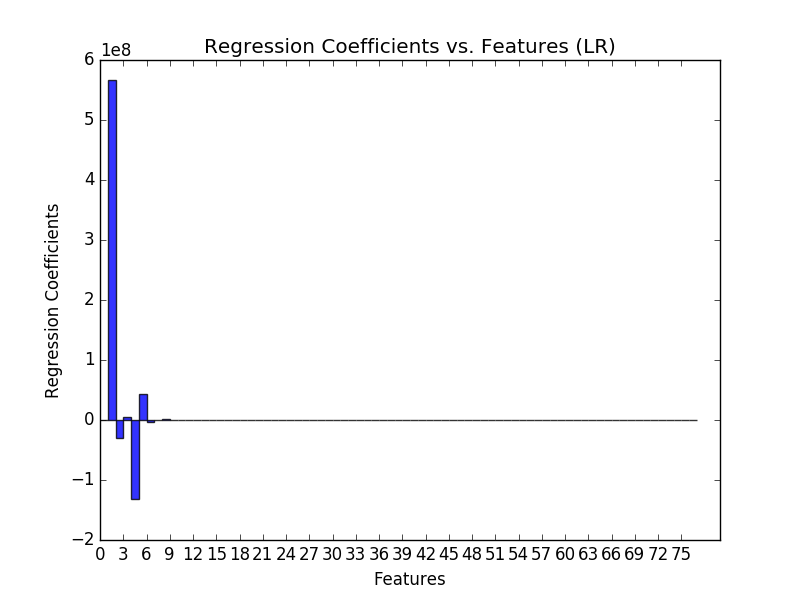 Regression Coefficients vs. Features (LR)
1e8
6
5
4
3
2
1
0
−1
−2
Regression Coefficients
0 3 6 9 12 15 18 21 24 27 30 33 36 39 42 45 48 51 54 57 60 63 66 69 72 75
Features